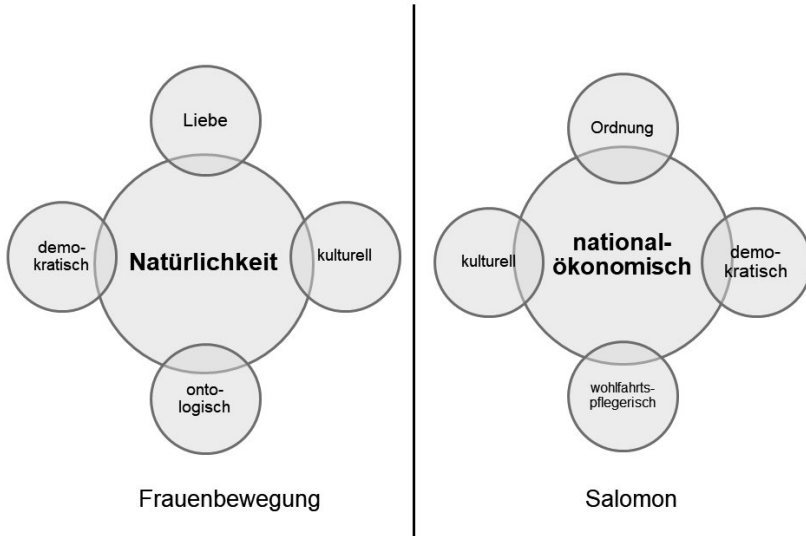 Liebe
demo-
kratisch
Natürlichkeit
kulturell
onto-
logisch
Frauenbewegung
Ordnung
kulturell
national-
ökonomisch
demo-
kratisch
wohlfahrts-
pflegerisch
Salomon